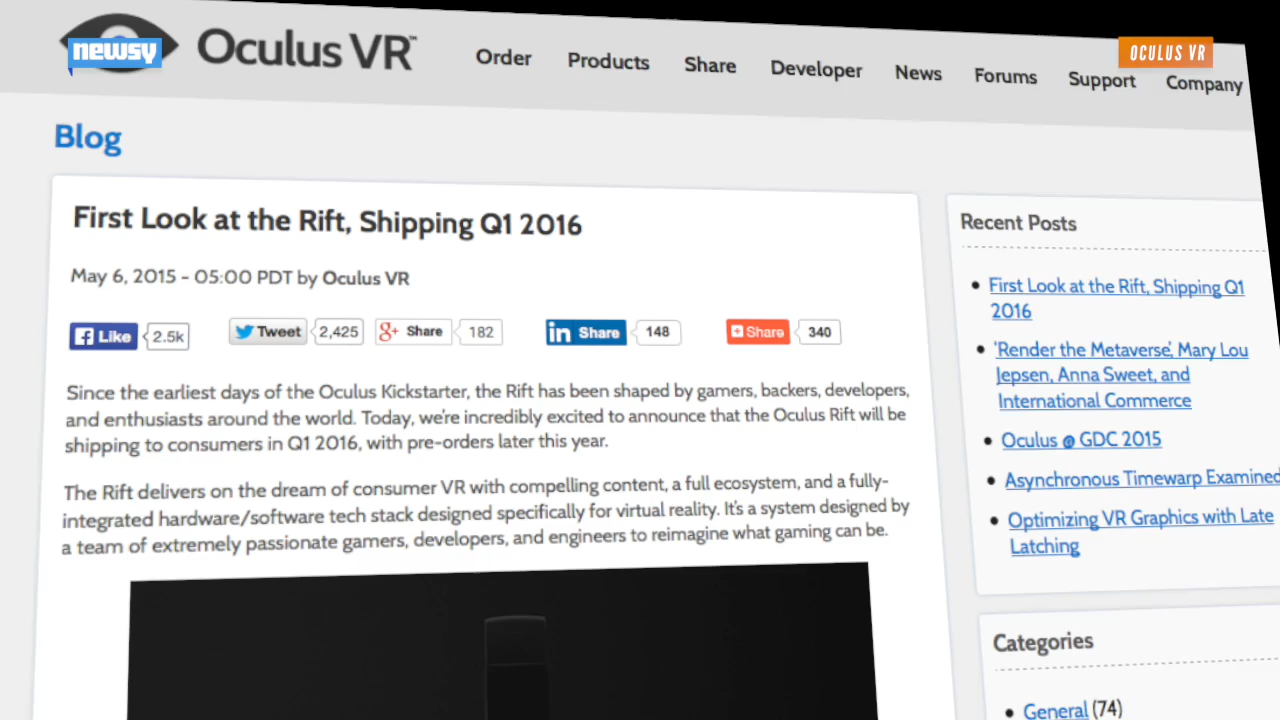 newsy
Oculus VR™
Order Products Share Developer News Forums Support Company
OCULUS VR
Blog
First Look at the Rift, Shipping Q1 2016
May 6, 2015 - 05:00 PDT by Oculus VR
Like 2.5k Tweet 2,425 g+ Share 182 in Share 148 Share 340
Since the earliest days of the Oculus Kickstarter, the Rift has been shaped by gamers, backers, developers,
and enthusiasts around the world. Today, we're incredibly excited to announce that the Oculus Rift will be
shipping to consumers in Q1 2016, with pre-orders later this year.
The Rift delivers on the dream of consumer VR with compelling content, a full ecosystem, and a fully-
integrated hardware/software tech stack designed specifically for virtual reality. It's a system designed by
a team of extremely passionate gamers, developers, and engineers to reimagine what gaming can be.
Recent Posts
First Look at the Rift, Shipping Q1
2016
'Render the Metaverse', Mary Lou
Jepsen, Anna Sweet, and
International Commerce
Oculus @ GDC 2015
Asynchronous Timewarp Examined
Optimizing VR Graphics with Late
Latching
Categories
General (74)